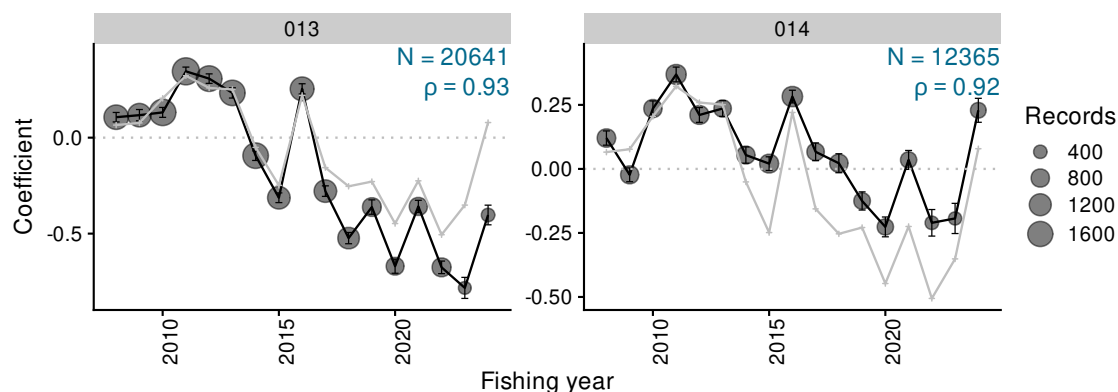 013
014
N = 20641
ρ = 0.93
N = 12365
ρ = 0.92
Coefficient
0.0
-0.5
0.25
0.00
-0.25
-0.50
2010
2015
2020
2010
2015
2020
Fishing year
Records
400
800
1200
1600